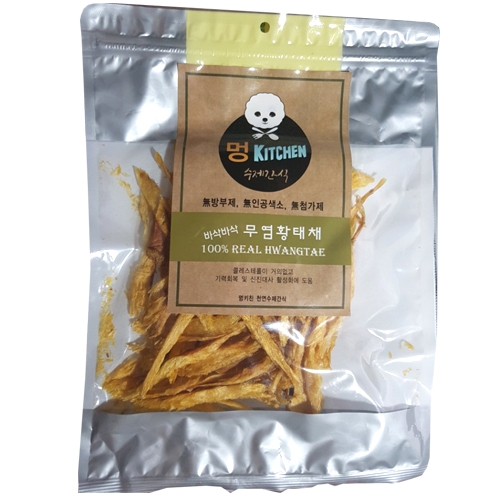 멍 KITCHEN
수제간식
無방부제, 無인공색소, 無첨가제
바삭바삭 무염황태채
100% REAL HWANGTAE
콜레스테롤이 거의없고
기력회복 및 신진대사 활성화에 도움
멍키친 천연수제간식